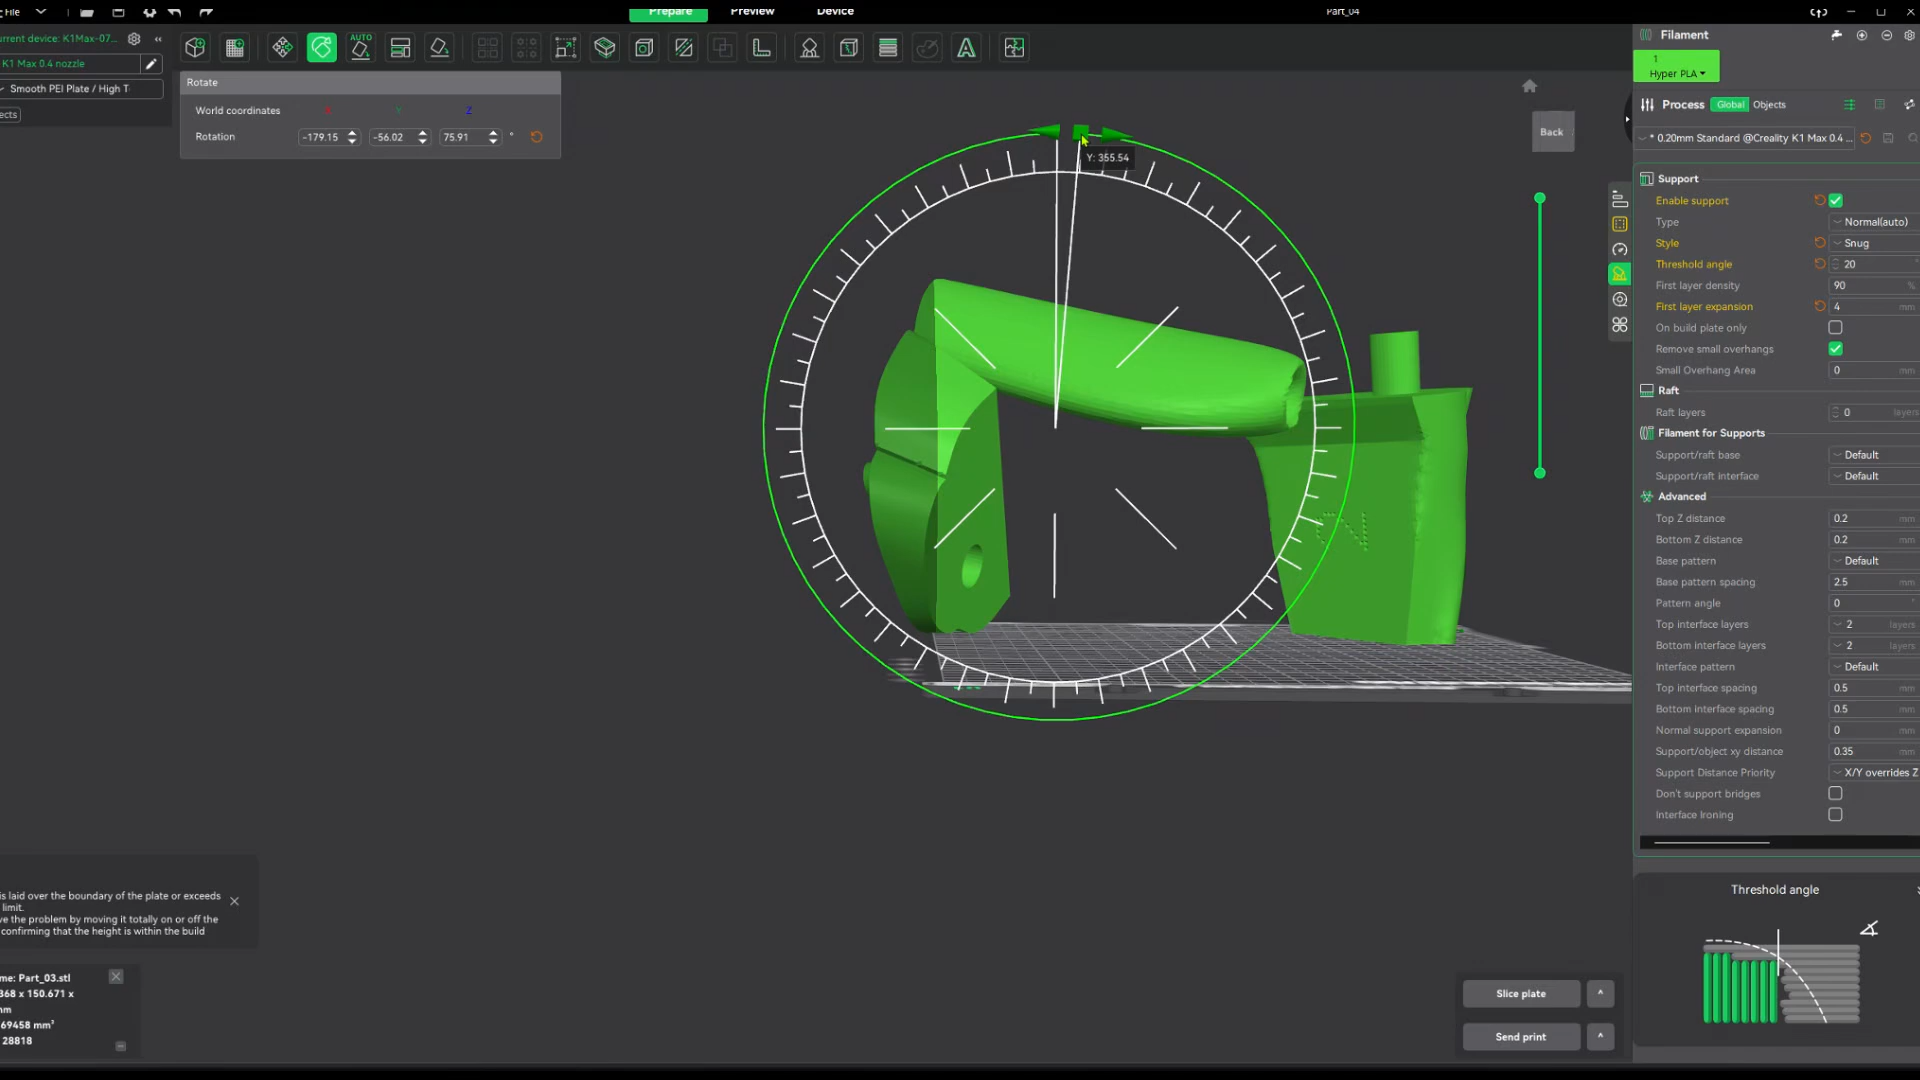 File
Prepare
Preview
Device
Part_04
urrent device: K1Max-07...
K1 Max 0.4 nozzle
Smooth PEI Plate / High T
ects
AUTO
Rotate
World coordinates
X
Y
Z
Rotation
-179.15
-56.02
75.91
°
Y: 355.54
Back
Filament
1
Hyper PLA
Process
Global
Objects
* 0.20mm Standard @Creality K1 Max 0.4 ...
Support
Enable support
Type
Normal(auto)
Style
Snug
Threshold angle
20
First layer density
90
%
First layer expansion
4
mm
On build plate only
Remove small overhangs
Small Overhang Area
0
mm
Raft
Raft layers
0
layers
Filament for Supports
Support/raft base
Default
Support/raft interface
Default
Advanced
Top Z distance
0.2
mm
Bottom Z distance
0.2
mm
Base pattern
Default
Base pattern spacing
2.5
mm
Pattern angle
0
°
Top interface layers
2
layers
Bottom interface layers
2
layers
Interface pattern
Default
Top interface spacing
0.5
mm
Bottom interface spacing
0.5
mm
Normal support expansion
0
mm
Support/object xy distance
0.35
mm
Support Distance Priority
X/Y overrides Z
Don't support bridges
Interface Ironing
Threshold angle
is laid over the boundary of the plate or exceeds
limit.
ve the problem by moving it totally on or off the
confirming that the height is within the build
me: Part_03.stl
368 x 150.671 x
mm
69458 mm³
28818
Slice plate
Send print